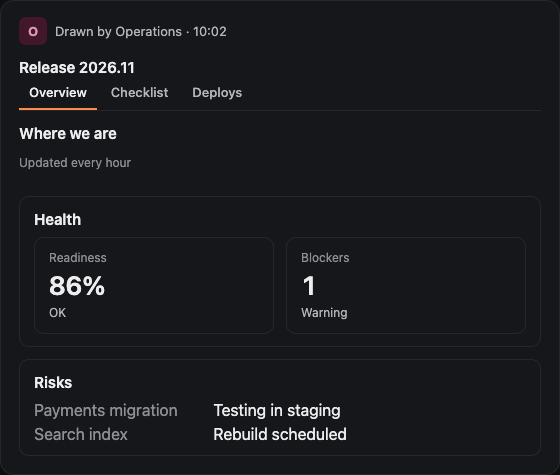 O
Drawn by Operations · 10:02
Release 2026.11
Overview Checklist Deploys
Where we are
Updated every hour
Health
Readiness
86%
OK
Blockers
1
Warning
Risks
Payments migration Testing in staging
Search index Rebuild scheduled